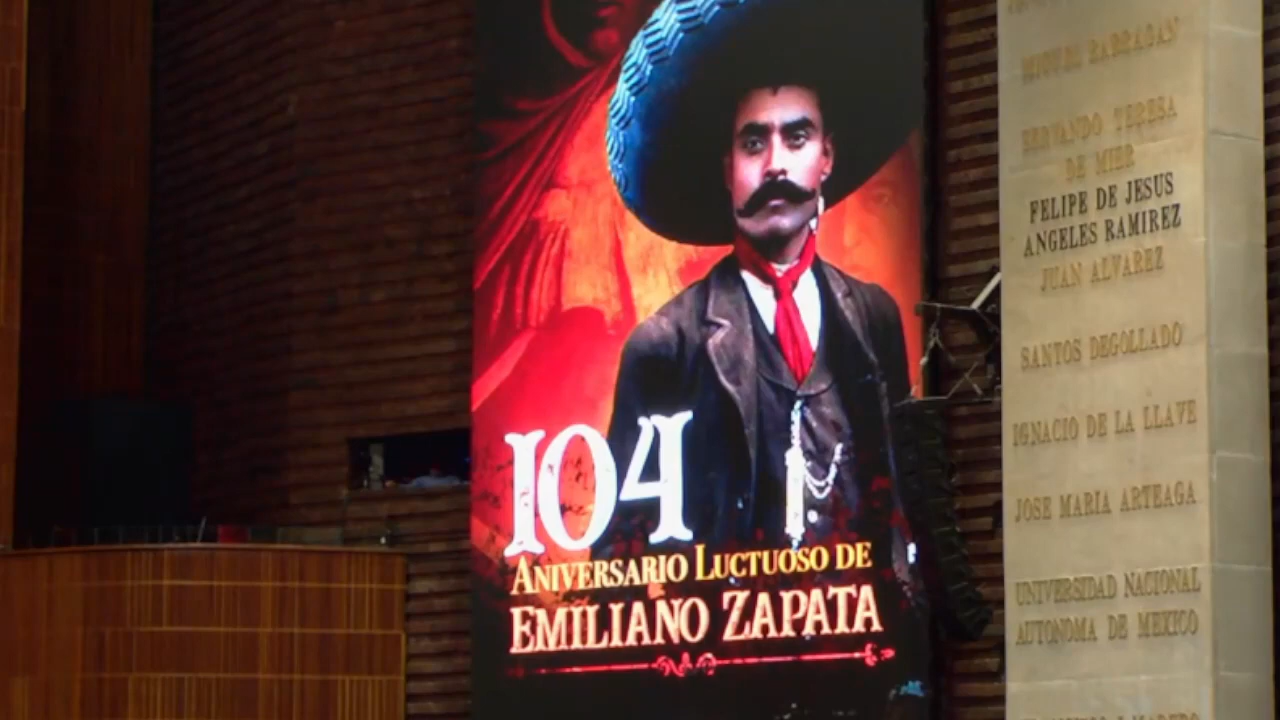 104
ANIVERSARIO LUCTUOSO DE
EMILIANO ZAPATA
MIGUEL BARRAGAN
SERVANDO TERESA
DE MIER
FELIPE DE JESUS
ANGELES RAMIREZ
JUAN ALVAREZ
SANTOS DEGOLLADO
IGNACIO DE LA LLAVE
JOSE MARIA ARTEAGA
UNIVERSIDAD NACIONAL
AUTONOMA DE MEXICO